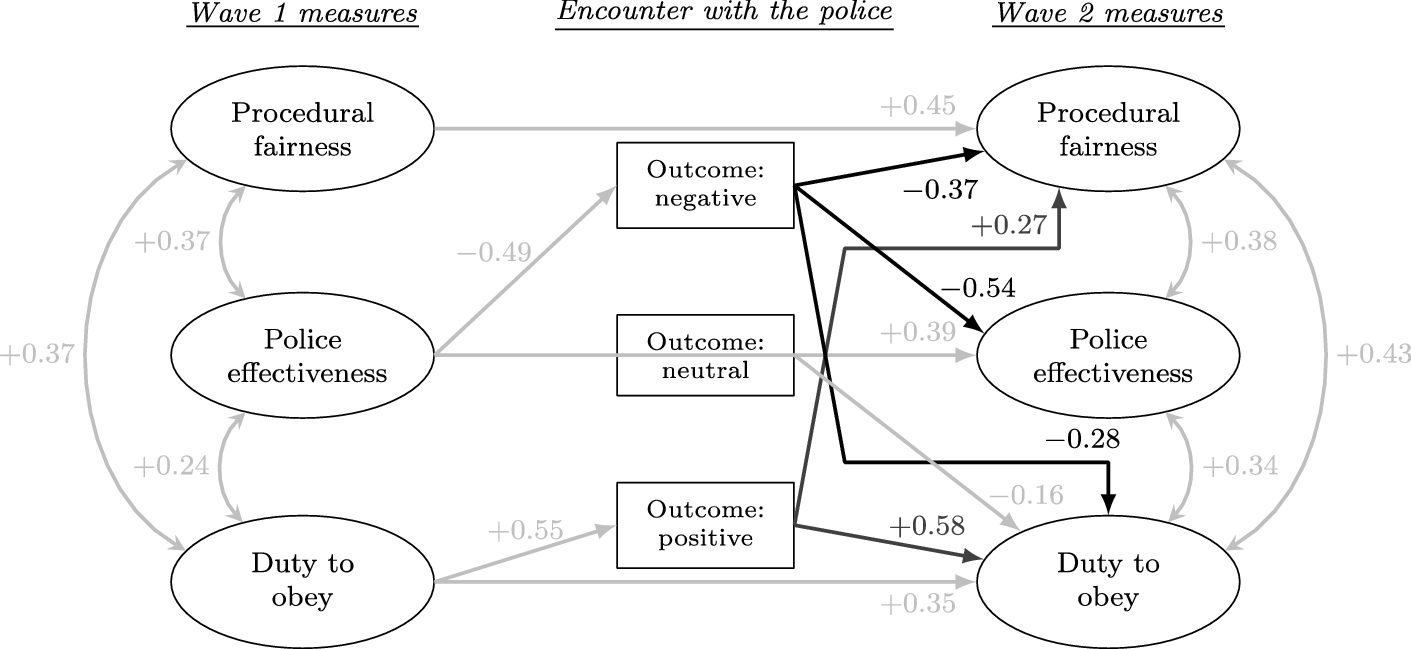 Wave 1 measures
Encounter with the police
Wave 2 measures
Procedural
fairness
Procedural
fairness
+0.45
Outcome:
negative
−0.37
+0.27
+0.37
−0.49
+0.38
−0.54
Police
effectiveness
Outcome:
neutral
+0.39
Police
effectiveness
+0.37
+0.43
−0.28
+0.24
+0.34
−0.16
Outcome:
positive
+0.55
+0.58
Duty to
obey
Duty to
obey
+0.35